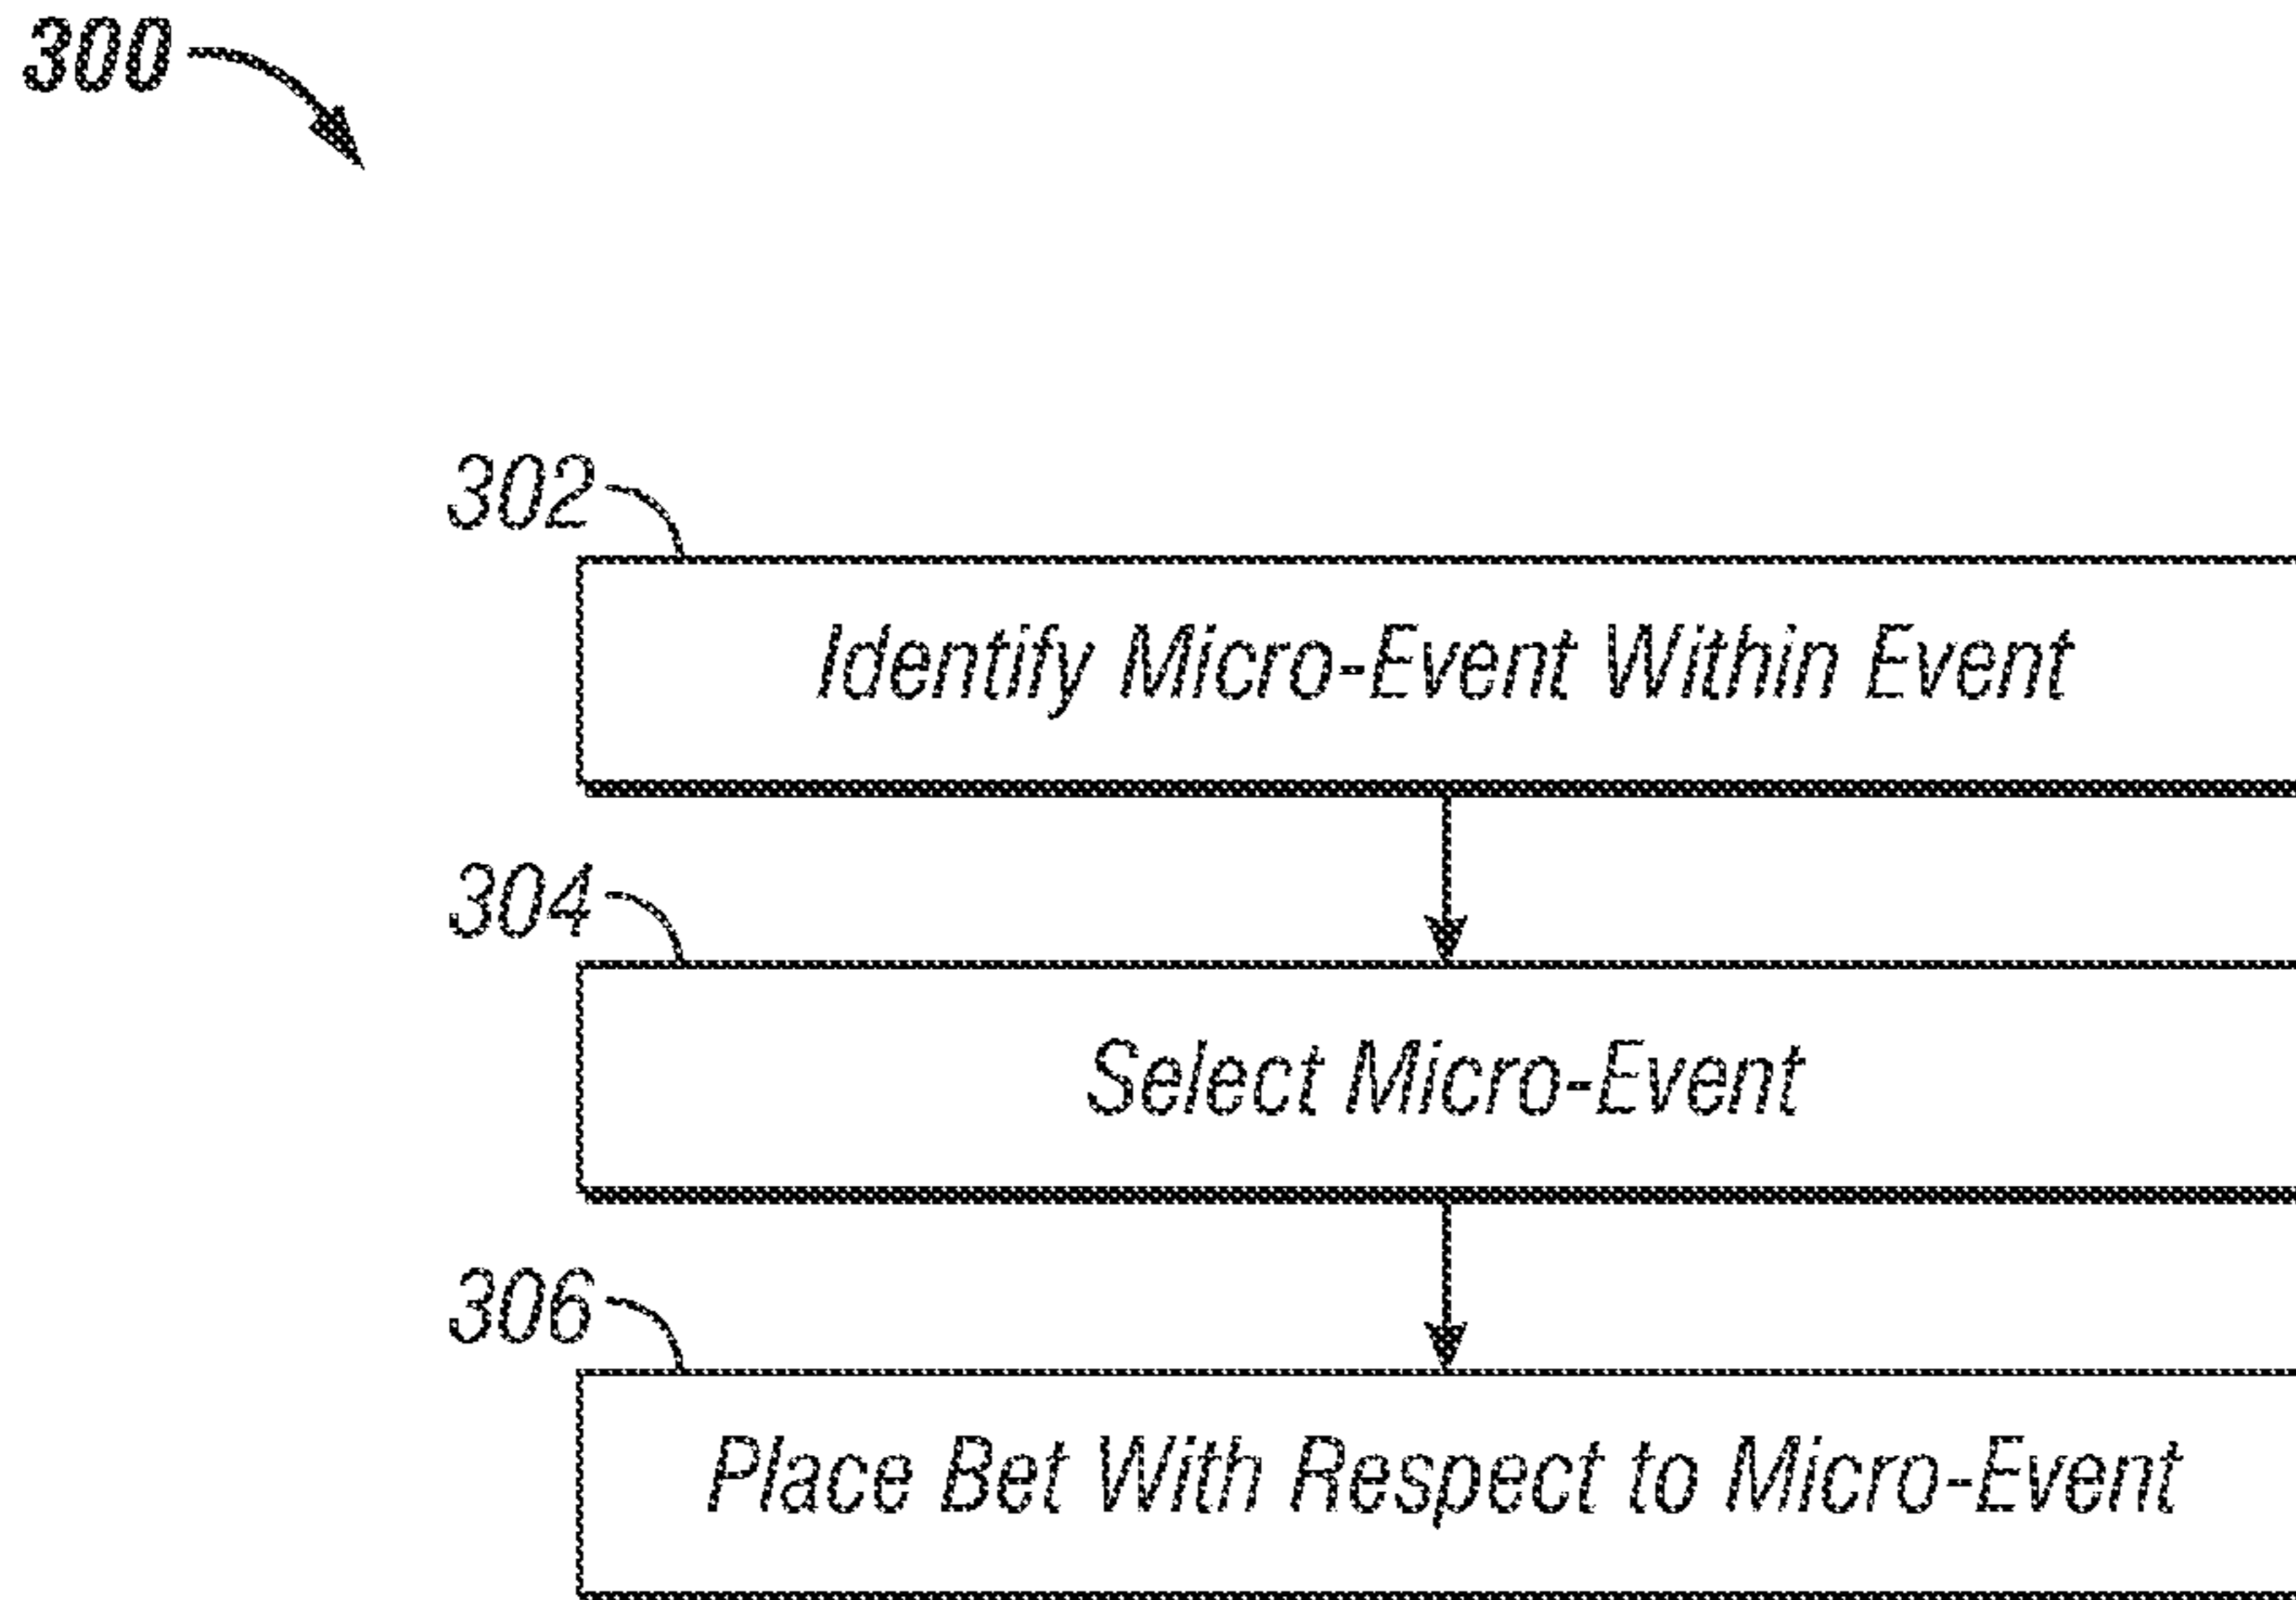 300
302
Identify Micro-Event Within Event
304
Select Micro-Event
306
Place Bet With Respect to Micro-Event